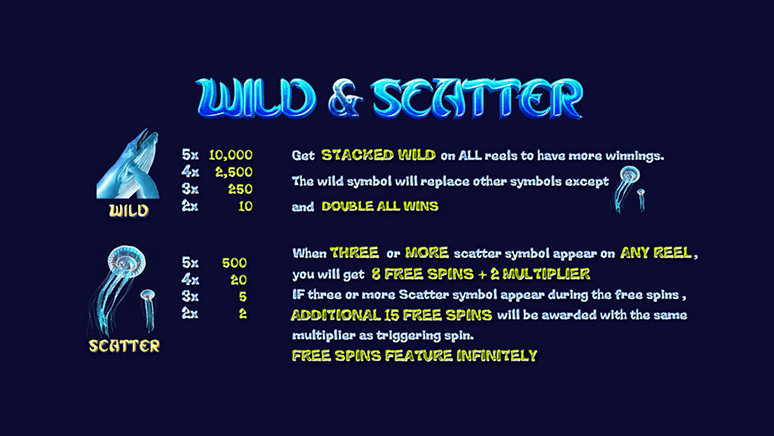 WILD & SCATTER
5x 10,000
4x 2,500
3x 250
2x 10
WILD
Get STACKED WILD on ALL reels to have more winnings.
The wild symbol will replace other symbols except
and DOUBLE ALL WINS
5x 500
4x 20
3x 5
2x 2
SCATTER
When THREE or MORE scatter symbol appear on ANY REEL,
you will get 8 FREE SPINS + 2 MULTIPLIER
IF three or more Scatter symbol appear during the free spins,
ADDITIONAL 15 FREE SPINS will be awarded with the same
multiplier as triggering spin.
FREE SPINS FEATURE INFINITELY